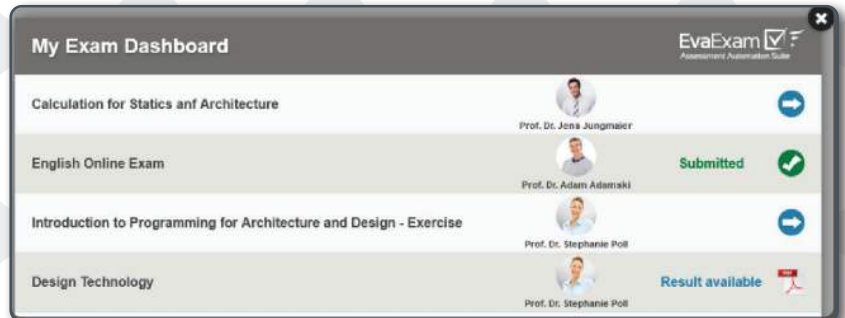 My Exam Dashboard
EvaExam
Assessment Automation Suite
Calculation for Statics anf Architecture
Prof. Dr. Jens Jungmaier
English Online Exam
Prof. Dr. Adam Adamski
Submitted
Introduction to Programming for Architecture and Design - Exercise
Prof. Dr. Stephanie Poll
Design Technology
Prof. Dr. Stephanie Poll
Result available
PDF